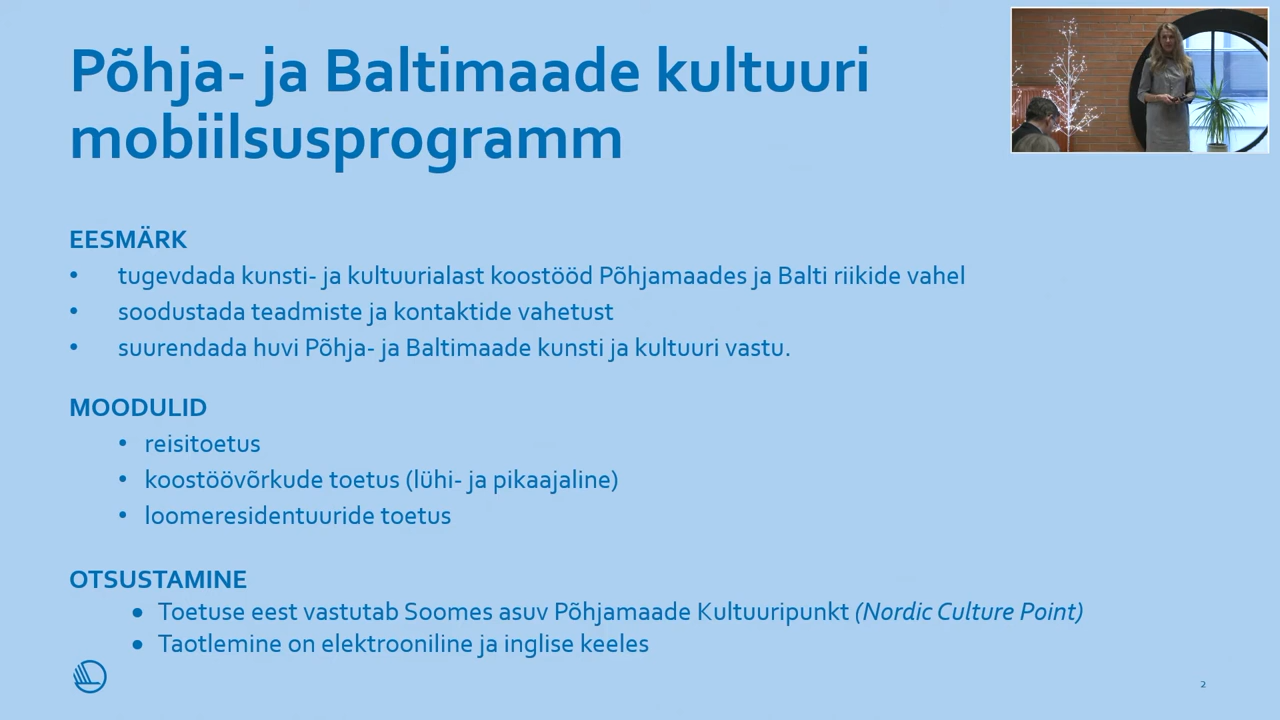 Põhja- ja Baltimaade kultuuri
mobiilsusprogramm
EESMÄRK
• tugevdada kunsti- ja kultuurialast koostööd Põhjamaades ja Balti riikide vahel
• soodustada teadmiste ja kontaktide vahetust
• suurendada huvi Põhja- ja Baltimaade kunsti ja kultuuri vastu.
MOODULID
• reisitoetus
• koostöövõrkude toetus (lühi- ja pikaajaline)
• loomeresidentuuride toetus
OTSUSTAMINE
• Toetuse eest vastutab Soomes asuv Põhjamaade Kultuuripunkt (Nordic Culture Point)
• Taotlemine on elektrooniline ja inglise keeles
2